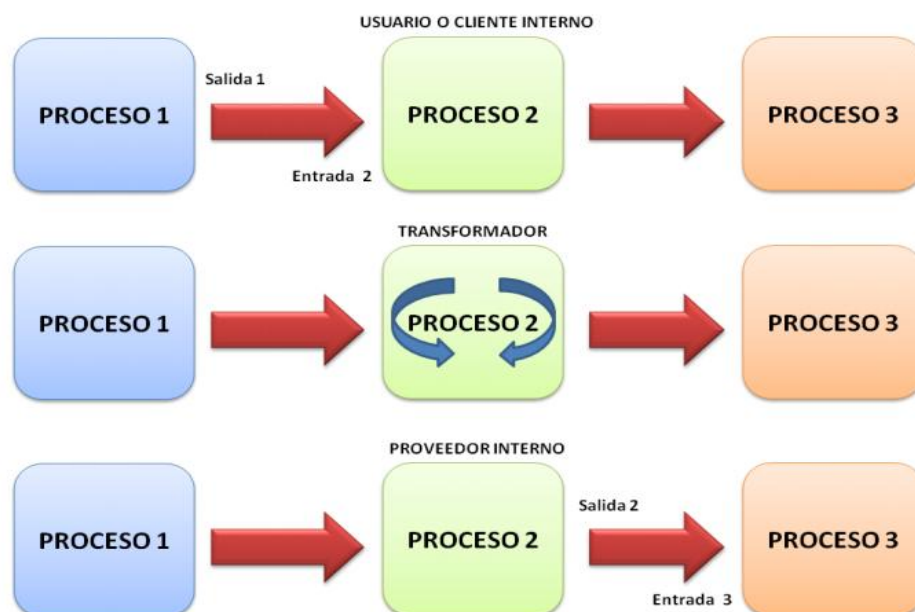 USUARIO O CLIENTE INTERNO
PROCESO 1
Salida 1
Entrada 2
PROCESO 2
PROCESO 3
TRANSFORMADOR
PROCESO 1
PROCESO 2
PROCESO 3
PROVEEDOR INTERNO
PROCESO 1
PROCESO 2
Salida 2
Entrada 3
PROCESO 3